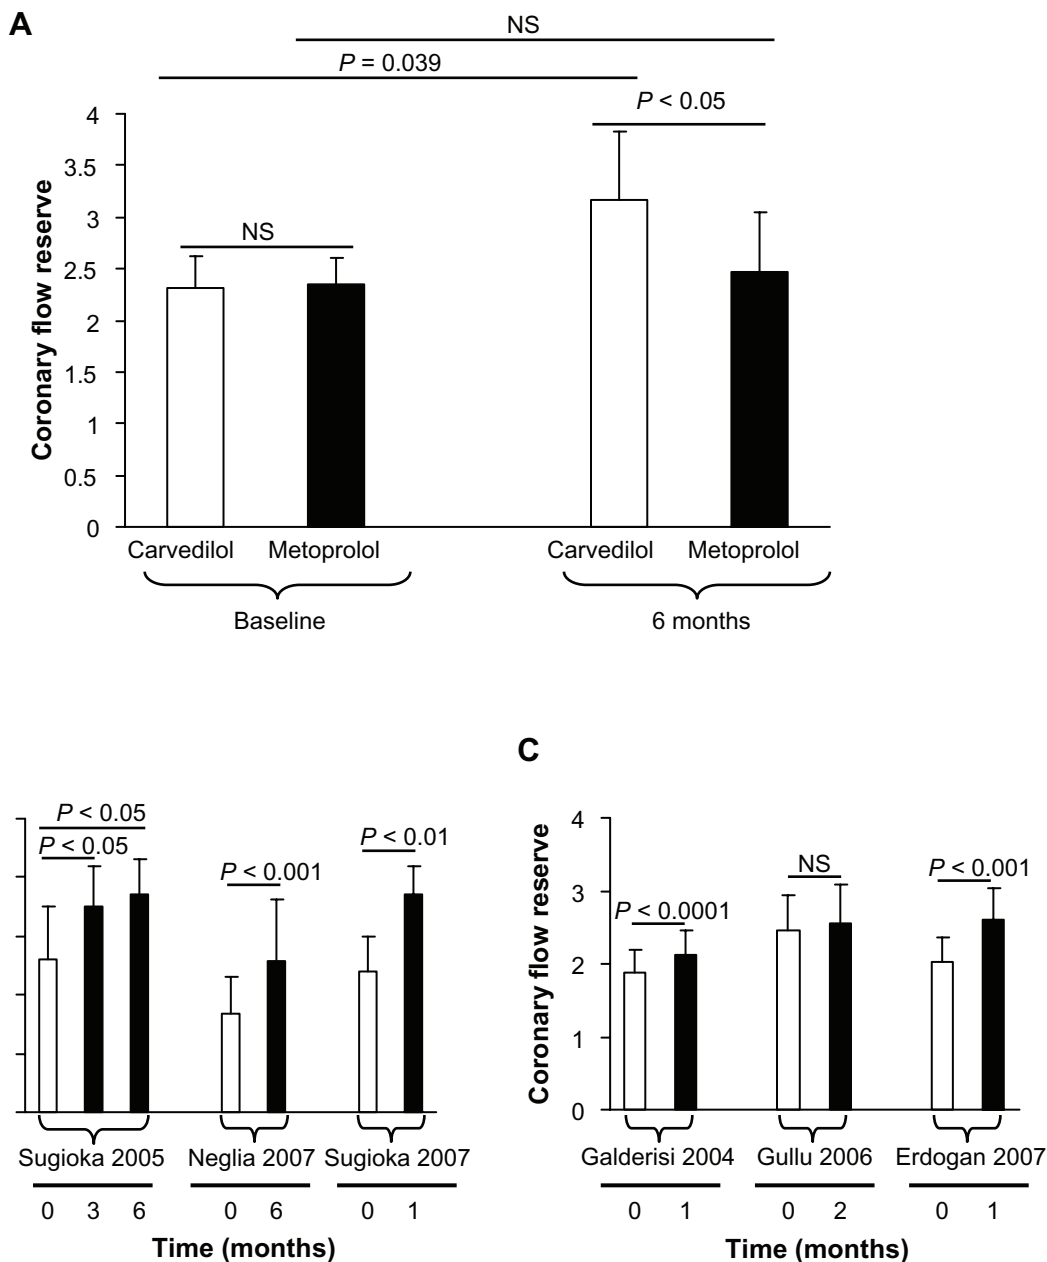 A
NS
P = 0.039
P < 0.05
NS
Coronary flow reserve
4
3.5
3
2.5
2
1.5
1
0.5
0
Carvedilol Metoprolol Carvedilol Metoprolol
Baseline 6 months
P < 0.05
P < 0.05
P < 0.001
P < 0.01
Sugioka 2005 Neglia 2007 Sugioka 2007
0 3 6 0 6 0 1
Time (months)
C
Coronary flow reserve
4
3
2
1
0
P < 0.0001
NS
P < 0.001
Galderisi 2004 Gullu 2006 Erdogan 2007
0 1 0 2 0 1
Time (months)